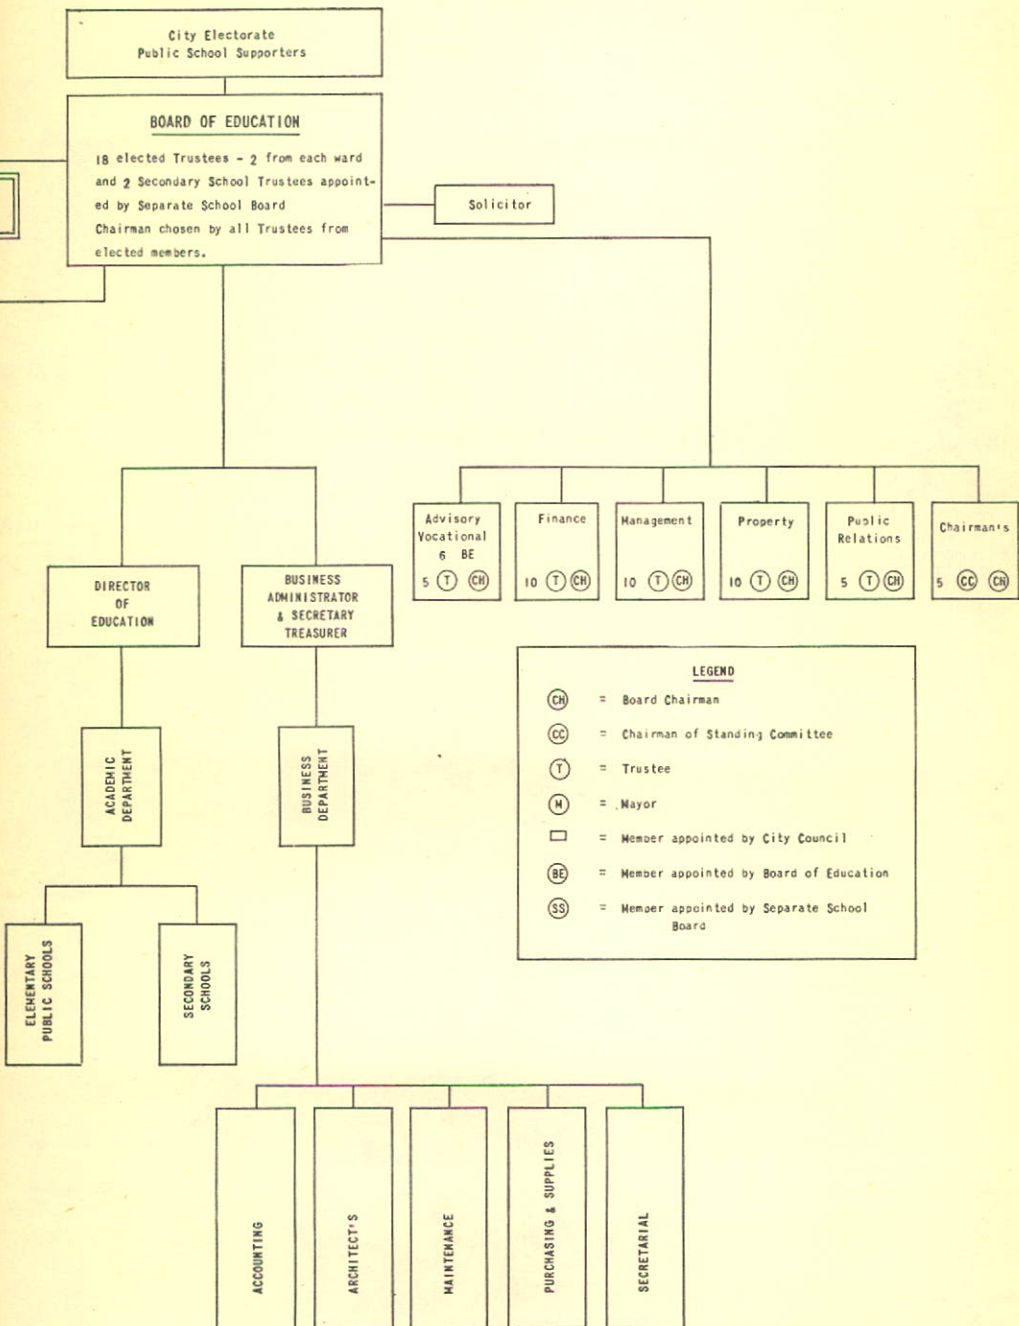 City Electorate
Public School Supporters
BOARD OF EDUCATION
18 elected Trustees - 2 from each ward
and 2 Secondary School Trustees appoint-
ed by Separate School Board
Chairman chosen by all Trustees from
elected members.
Solicitor
Advisory
Vocational
6 BE
5 T CH
Finance
10 T CH
Management
10 T CH
Property
10 T CH
Public
Relations
5 T CH
Chairman's
5 CC CH
DIRECTOR
OF
EDUCATION
BUSINESS
ADMINISTRATOR
& SECRETARY
TREASURER
LEGEND
CH = Board Chairman
CC = Chairman of Standing Committee
T = Trustee
M = Mayor
= Member appointed by City Council
BE = Member appointed by Board of Education
SS = Member appointed by Separate School
Board
ACADEMIC
DEPARTMENT
BUSINESS
DEPARTMENT
ELEMENTARY
PUBLIC SCHOOLS
SECONDARY
SCHOOLS
ACCOUNTING
ARCHITECT'S
MAINTENANCE
PURCHASING & SUPPLIES
SECRETARIAL